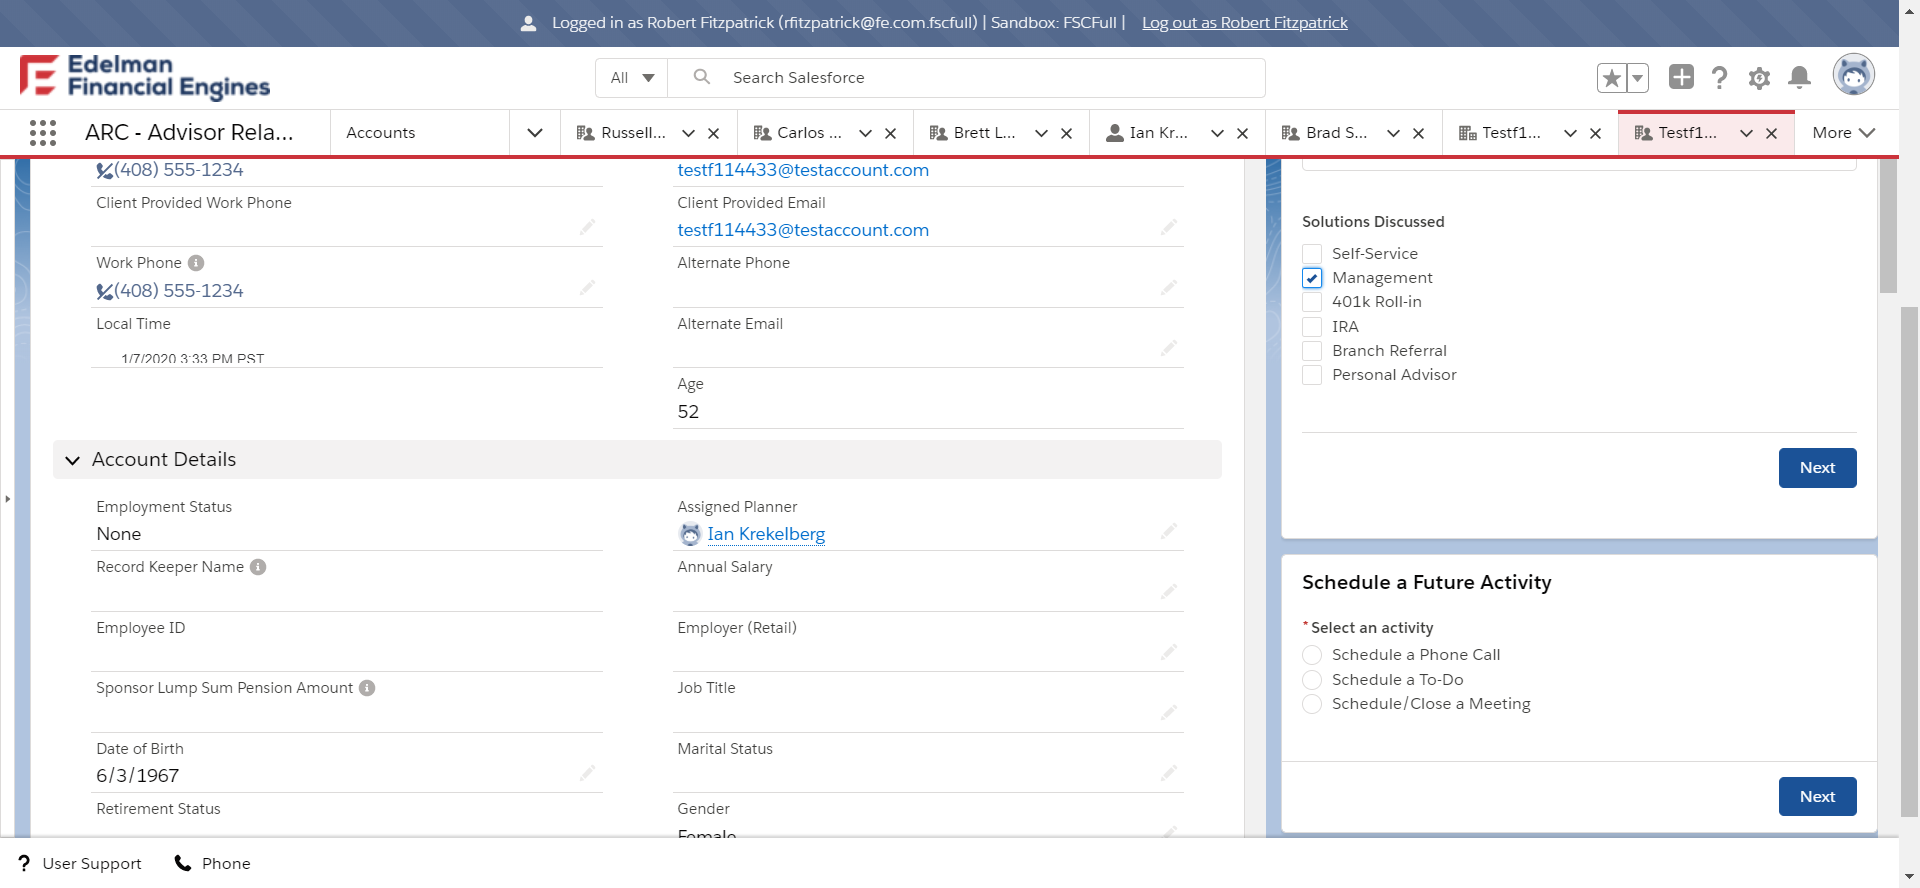 Logged in as Robert Fitzpatrick (rfitzpatrick@fe.com.fscfull) | Sandbox: FSCFull | Log out as Robert Fitzpatrick
Edelman
Financial Engines
All
Search Salesforce
ARC - Advisor Rela...
Accounts
Russell...
Carlos ...
Brett L...
Ian Kr...
Brad S...
Testf1...
Testf1...
More
(408) 555-1234
testf114433@testaccount.com
Client Provided Work Phone
Client Provided Email
testf114433@testaccount.com
Work Phone
(408) 555-1234
Alternate Phone
Local Time
1/7/2020 3:33 PM PST
Alternate Email
Age
52
Account Details
Employment Status
None
Assigned Planner
Ian Krekelberg
Record Keeper Name
Annual Salary
Employee ID
Employer (Retail)
Sponsor Lump Sum Pension Amount
Job Title
Date of Birth
6/3/1967
Marital Status
Retirement Status
Gender
Female
Solutions Discussed
Self-Service
Management
401k Roll-in
IRA
Branch Referral
Personal Advisor
Next
Schedule a Future Activity
* Select an activity
Schedule a Phone Call
Schedule a To-Do
Schedule/Close a Meeting
Next
User Support
Phone